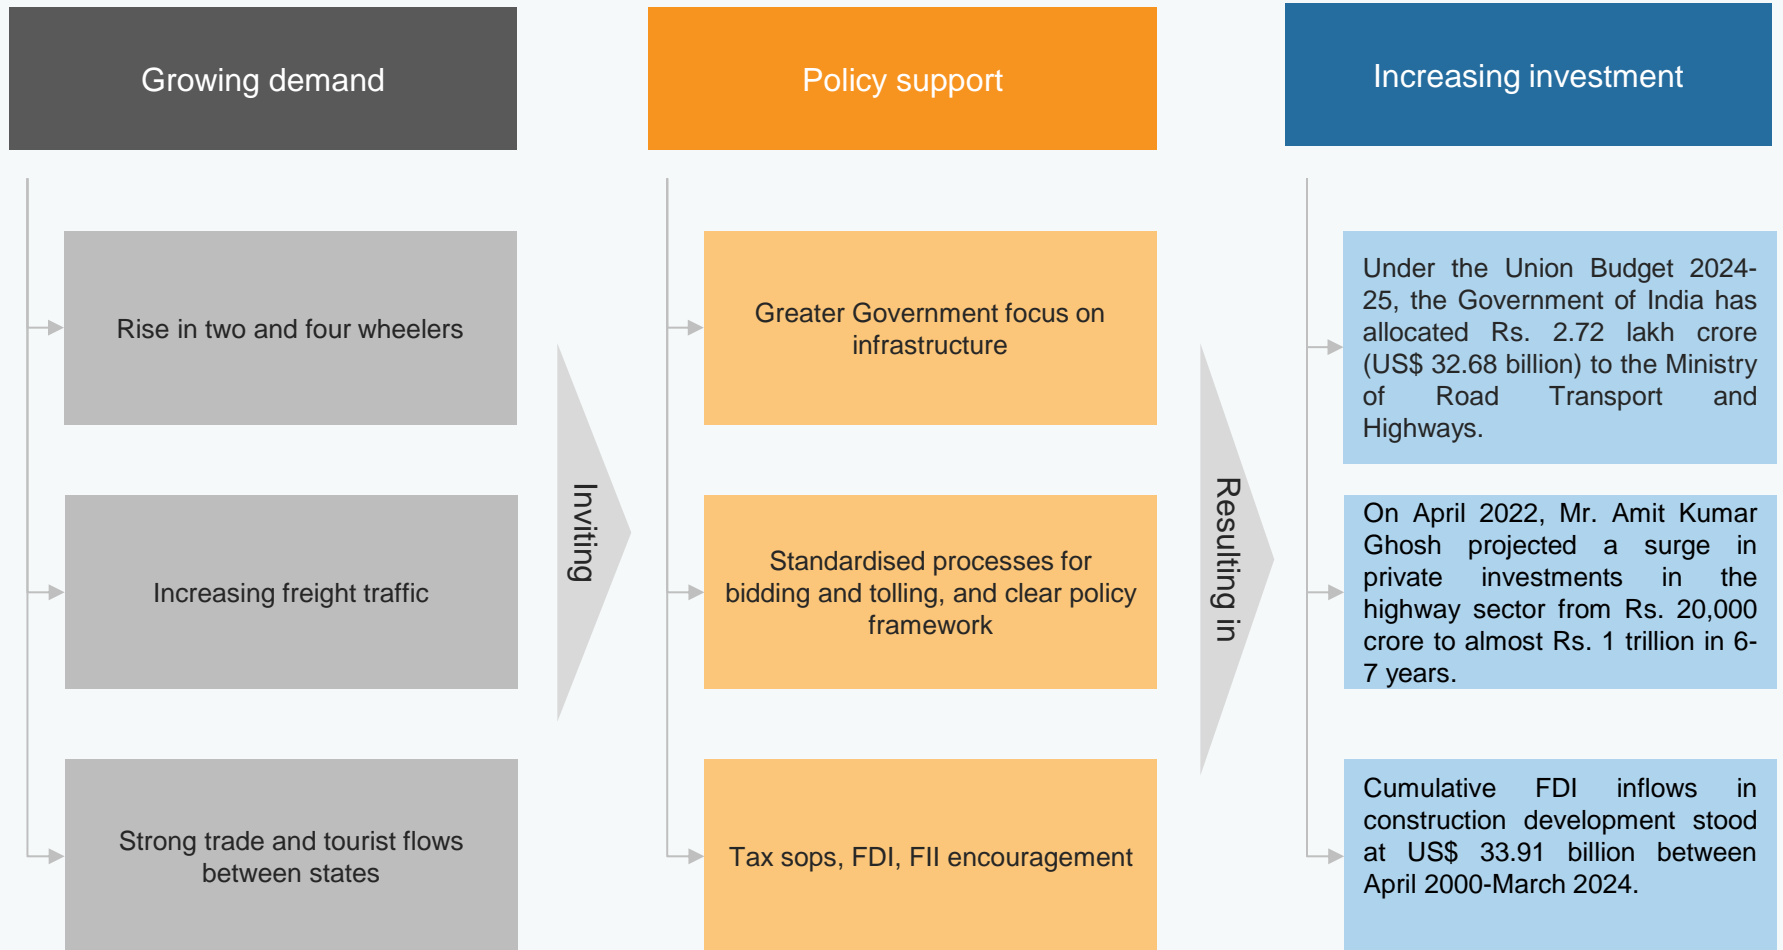 Growing demand
Policy support
Increasing investment
Rise in two and four wheelers
Increasing freight traffic
Strong trade and tourist flows
between states
Inviting
Greater Government focus on
infrastructure
Standardised processes for
bidding and tolling, and clear policy
framework
Tax sops, FDI, FII encouragement
Resulting in
Under the Union Budget 2024-
25, the Government of India has
allocated Rs. 2.72 lakh crore
(US$ 32.68 billion) to the Ministry
of Road Transport and
Highways.
On April 2022, Mr. Amit Kumar
Ghosh projected a surge in
private investments in the
highway sector from Rs. 20,000
crore to almost Rs. 1 trillion in 6-
7 years.
Cumulative FDI inflows in
construction development stood
at US$ 33.91 billion between
April 2000-March 2024.